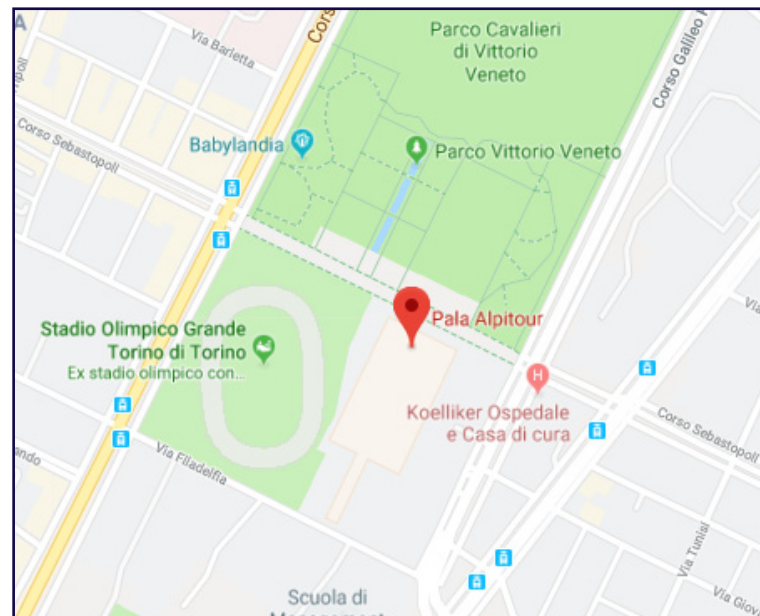 A
Via Barletta
Corso
Parco Cavalieri
di Vittorio
Veneto
Corso Galileo
Corso Sebastopoli
Babylandia
Parco Vittorio Veneto
Pala Alpitour
Stadio Olimpico Grande
Torino di Torino
Ex stadio olimpico con...
H
Koelliker Ospedale
e Casa di cura
Corso Sebastopoli
Via Filadelfia
Via Tunisi
Scuola di
Via